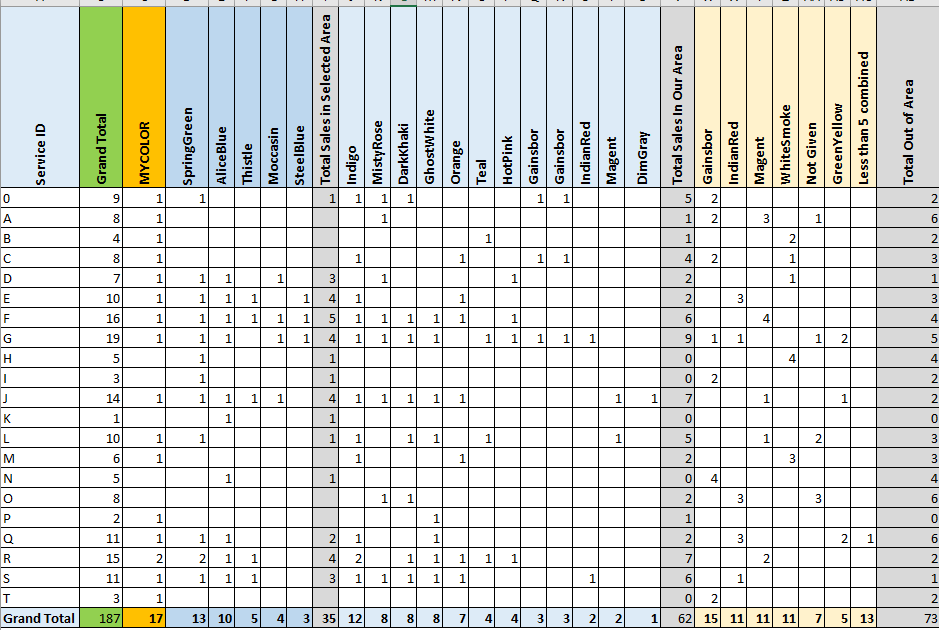 Service ID Grand Total MYCOLOR SpringGreen AliceBlue Thistle Moccasin SteelBlue Total Sales in Selected Area Indigo MistyRose DarkKhaki GhostWhite Orange Teal HotPink Gainsbor Gainsbor IndianRed Magent DimGray Total Sales in Our Area Gainsbor IndianRed Magent WhiteSmoke Not Given GreenYellow Less than 5 combined Total Out of Area
0 9 1 1 1 1 1 1 1 1 5 2 2
A 8 1 1 1 2 3 1 6
B 4 1 1 1 2 2
C 8 1 1 1 1 1 4 2 1 3
D 7 1 1 1 1 3 1 1 2 1 1
E 10 1 1 1 1 1 4 1 1 2 3 3
F 16 1 1 1 1 1 1 5 1 1 1 1 1 1 6 4 4
G 19 1 1 1 1 1 4 1 1 1 1 1 1 1 1 1 9 1 1 1 2 5
H 5 1 1 0 4 4
I 3 1 1 0 2 2
J 14 1 1 1 1 1 4 1 1 1 1 1 1 1 7 1 1 2
K 1 1 1 0 0
L 10 1 1 1 1 1 1 1 1 5 1 2 3
M 6 1 1 1 2 3 3
N 5 1 1 0 4 4
O 8 1 1 2 3 3 6
P 2 1 1 1 0
Q 11 1 1 1 2 1 1 2 3 2 1 6
R 15 2 2 1 1 4 2 1 1 1 1 1 7 2 2
S 11 1 1 1 1 3 1 1 1 1 1 1 6 1 1
T 3 1 0 2 2
Grand Total 187 17 13 10 5 4 3 35 12 8 8 8 7 4 4 3 3 2 2 1 62 15 11 11 11 7 5 13 73